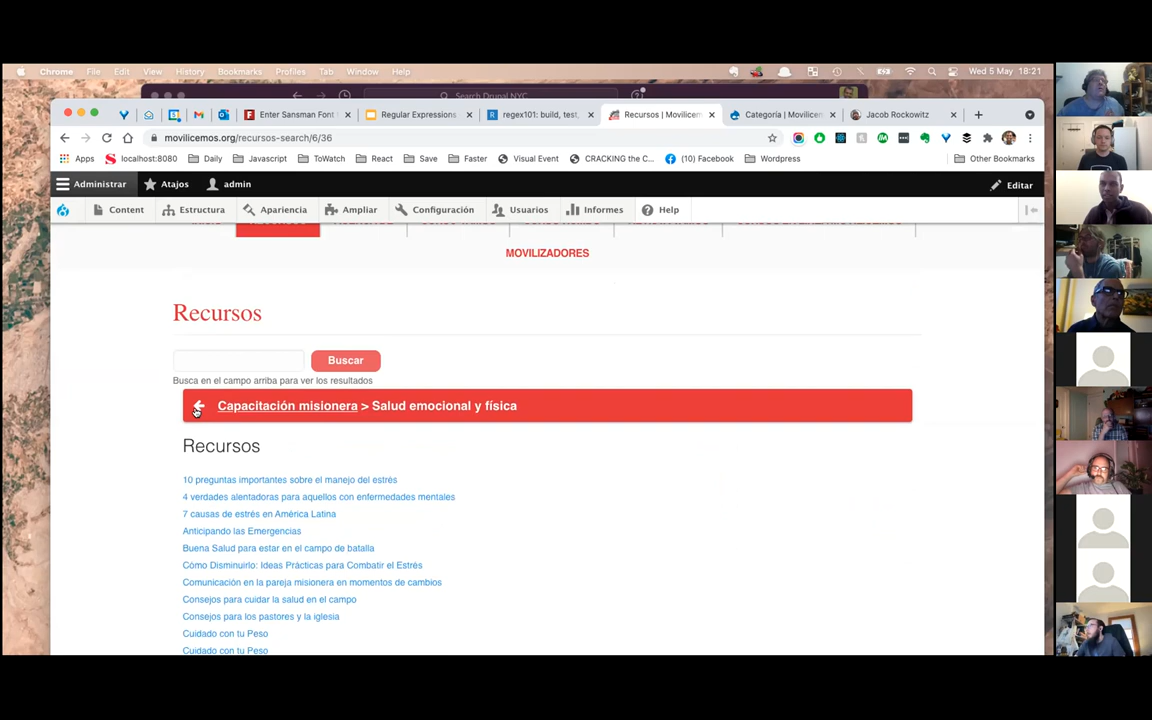 Chrome File Edit View History Bookmarks Profiles Tab Window Help Wed 5 May 18:21
Search Drupal NYC
Enter Sansman Font Regular Expressions regex101: build, test, Recursos | Movilicem Categoría | Movilicem Jacob Rockowitz
movilicemos.org/recursos-search/6/36
Apps localhost:8080 Daily Javascript ToWatch React Save Faster Visual Event CRACKING the C... (10) Facebook Wordpress Other Bookmarks
Administrar Atajos admin Editar
Content Estructura Apariencia Ampliar Configuración Usuarios Informes Help
MOVILIZADORES
Recursos
Buscar
Busca en el campo arriba para ver los resultados
Capacitación misionera > Salud emocional y física
Recursos
10 preguntas importantes sobre el manejo del estrés
4 verdades alentadoras para aquellos con enfermedades mentales
7 causas de estrés en América Latina
Anticipando las Emergencias
Buena Salud para estar en el campo de batalla
Cómo Disminuirlo: Ideas Prácticas para Combatir el Estrés
Comunicación en la pareja misionera en momentos de cambios
Consejos para cuidar la salud en el campo
Consejos para los pastores y la iglesia
Cuidado con tu Peso
Cuidado con tu Peso